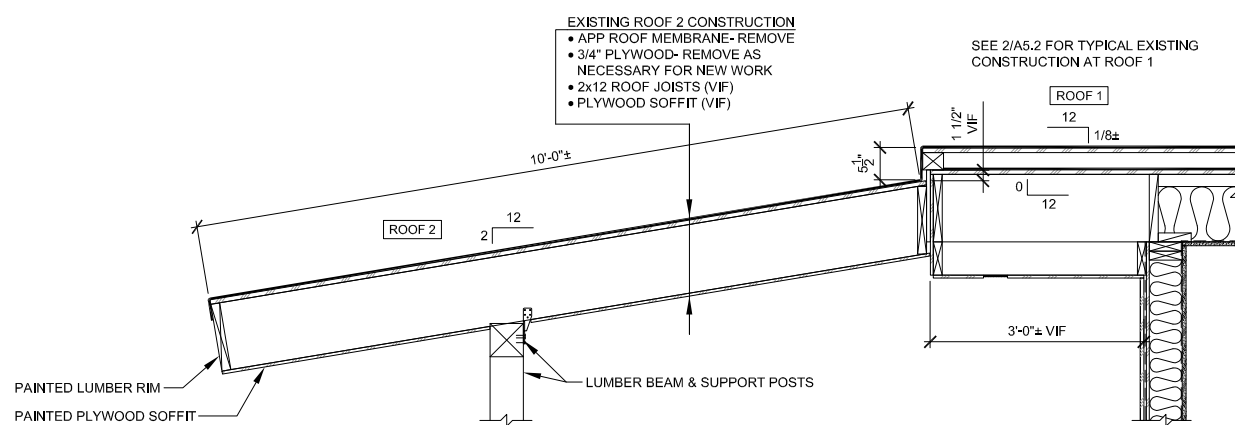 EXISTING ROOF 2 CONSTRUCTION
• APP ROOF MEMBRANE- REMOVE
• 3/4" PLYWOOD- REMOVE AS
NECESSARY FOR NEW WORK
• 2x12 ROOF JOISTS (VIF)
• PLYWOOD SOFFIT (VIF)
SEE 2/A5.2 FOR TYPICAL EXISTING
CONSTRUCTION AT ROOF 1
ROOF 1
12
1/8±
1 1/2"
VIF
5 1/2"
10'-0"±
0
12
ROOF 2
12
2
3'-0"± VIF
PAINTED LUMBER RIM
LUMBER BEAM & SUPPORT POSTS
PAINTED PLYWOOD SOFFIT